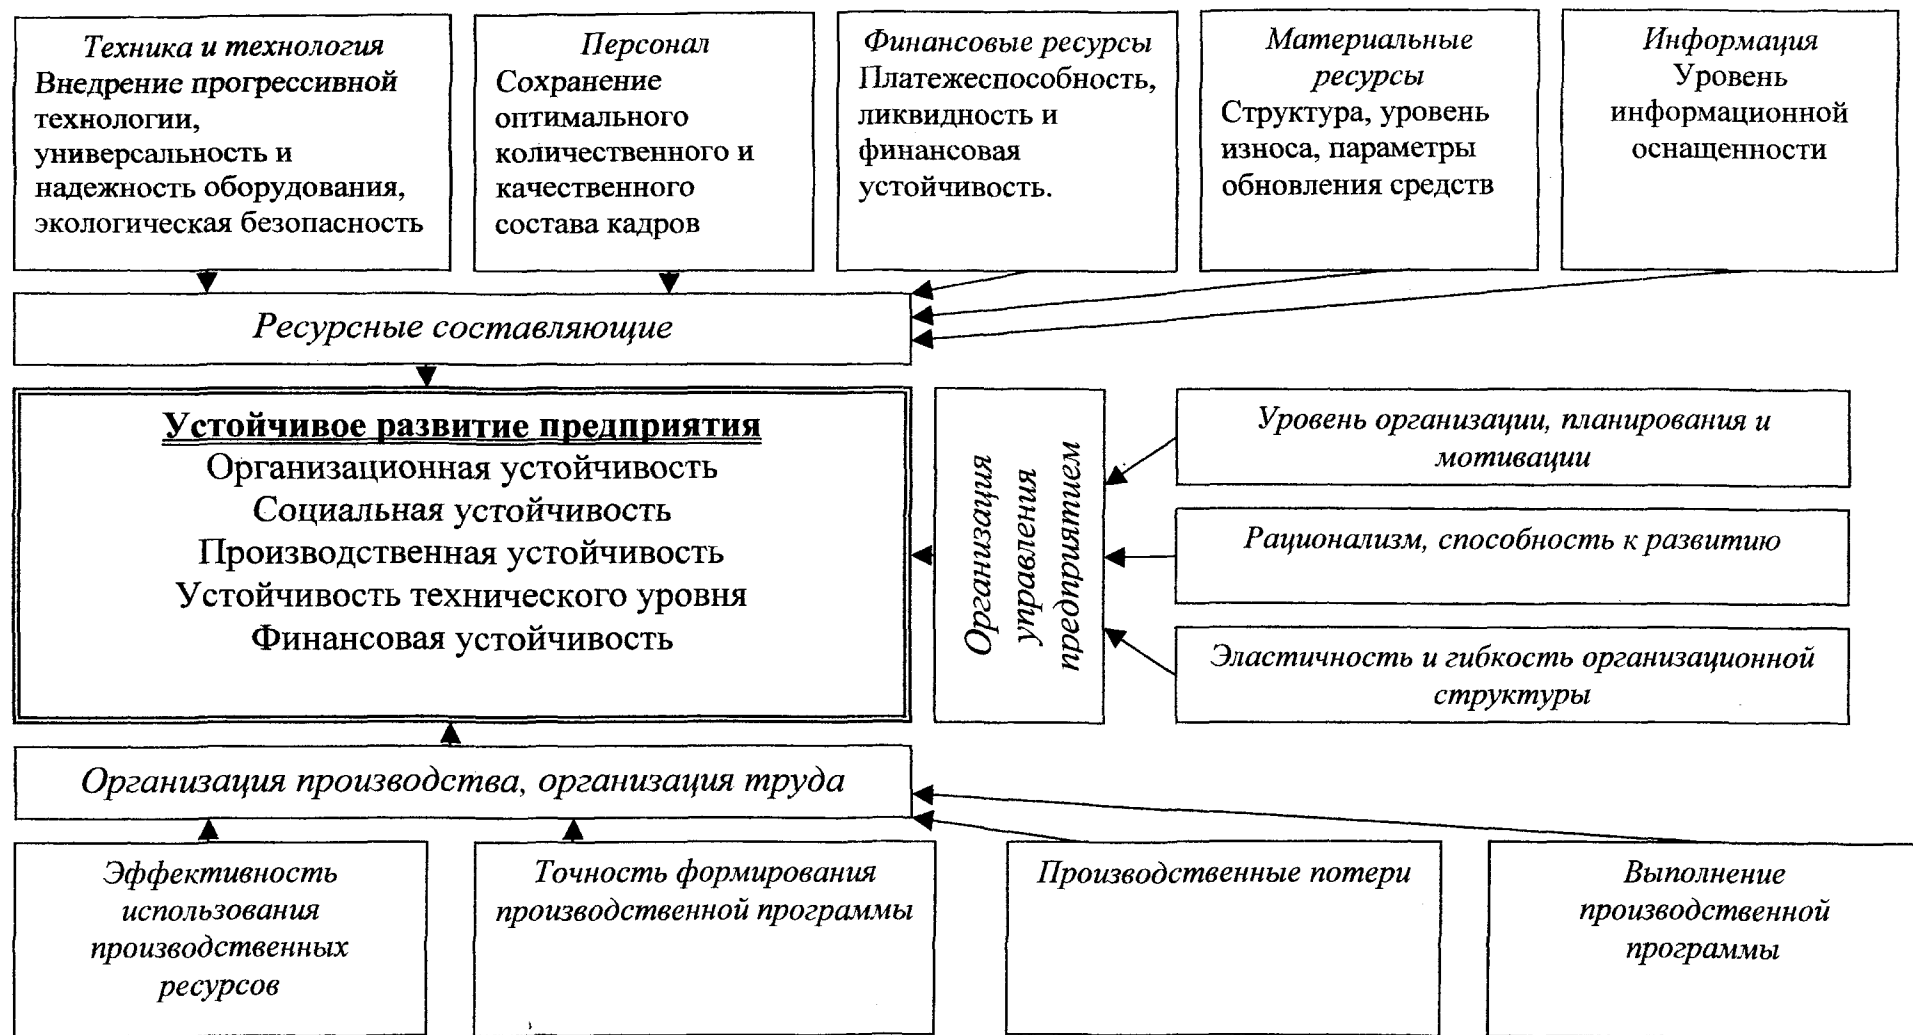 Техника и технология
Внедрение прогрессивной
технологии,
универсальность и
надежность оборудования,
экологическая безопасность
Персонал
Сохранение
оптимального
количественного и
качественного
состава кадров
Финансовые ресурсы
Платежеспособность,
ликвидность и
финансовая
устойчивость.
Материальные
ресурсы
Структура, уровень
износа, параметры
обновления средств
Информация
Уровень
информационной
оснащенности
Ресурсные составляющие
Устойчивое развитие предприятия
Организационная устойчивость
Социальная устойчивость
Производственная устойчивость
Устойчивость технического уровня
Финансовая устойчивость
Организация
управления
предприятием
Уровень организации, планирования и
мотивации
Рационализм, способность к развитию
Эластичность и гибкость организационной
структуры
Организация производства, организация труда
Эффективность
использования
производственных
ресурсов
Точность формирования
производственной программы
Производственные потери
Выполнение
производственной
программы